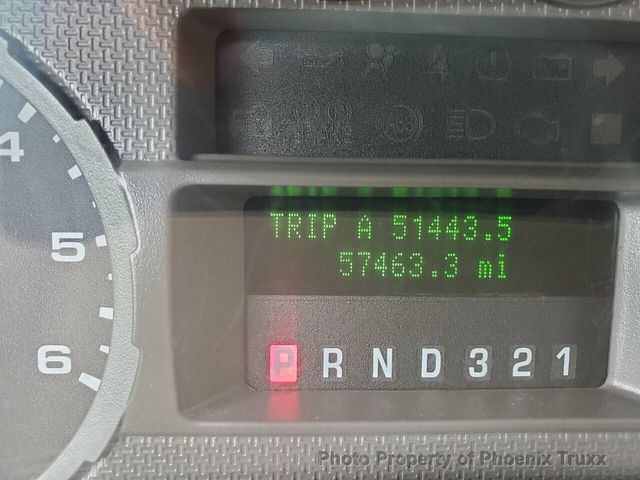 TRIP A 51443.5
57463.3 mi
P R N D 3 2 1
4
5
6
Photo Property of Phoenix Truxx